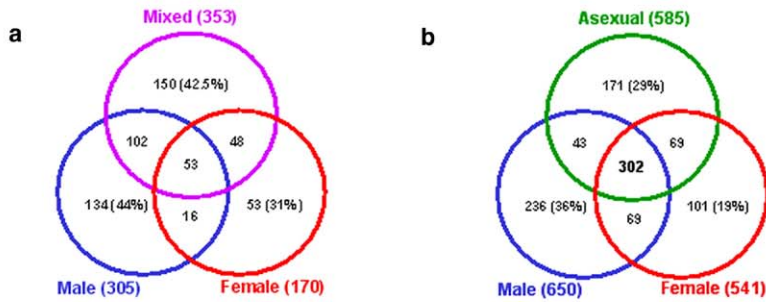 a
Mixed (353)
150 (42.5%)
102
48
53
134 (44%)
53 (31%)
16
Male (305)
Female (170)
b
Asexual (585)
171 (29%)
43
69
302
236 (36%)
101 (19%)
69
Male (650)
Female (541)